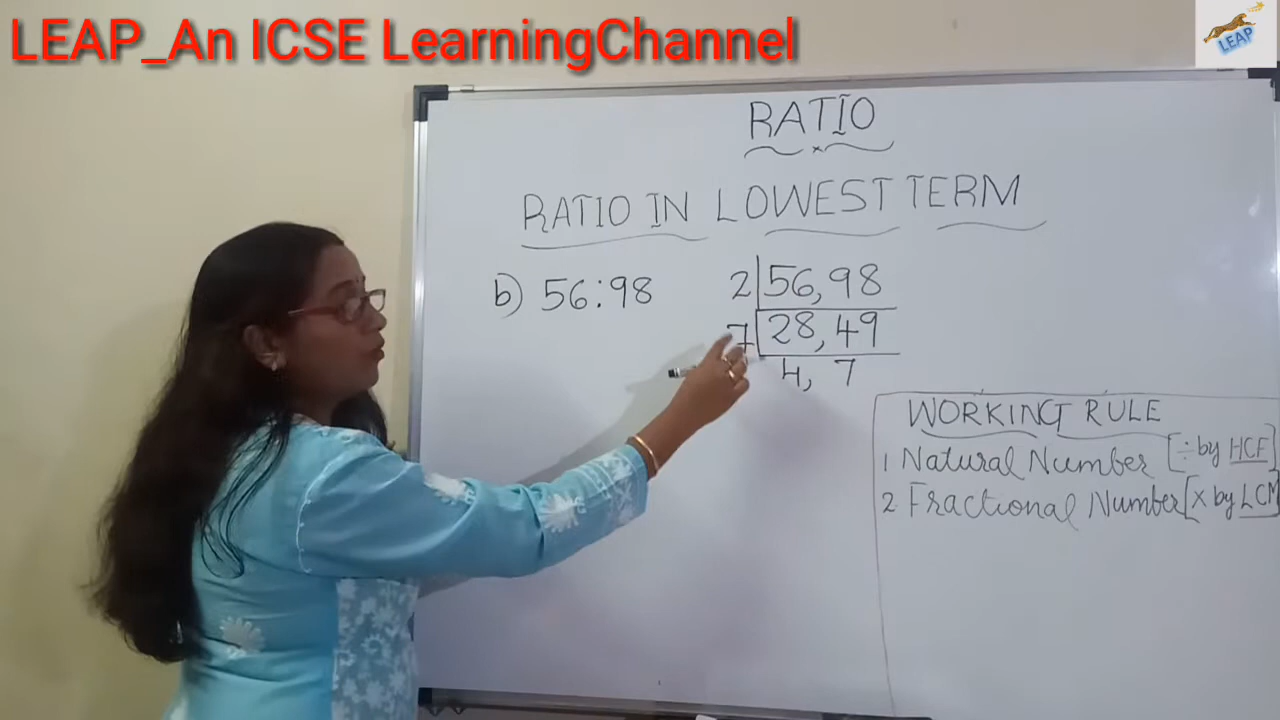 LEAP_An ICSE LearningChannel
LEAP
RATIO
RATIO IN LOWEST TERM
b) 56:98
2 56, 98
7 28, 49
4, 7
WORKING RULE
1 Natural Number [÷ by HCF]
2 Fractional Number [× by LCM]